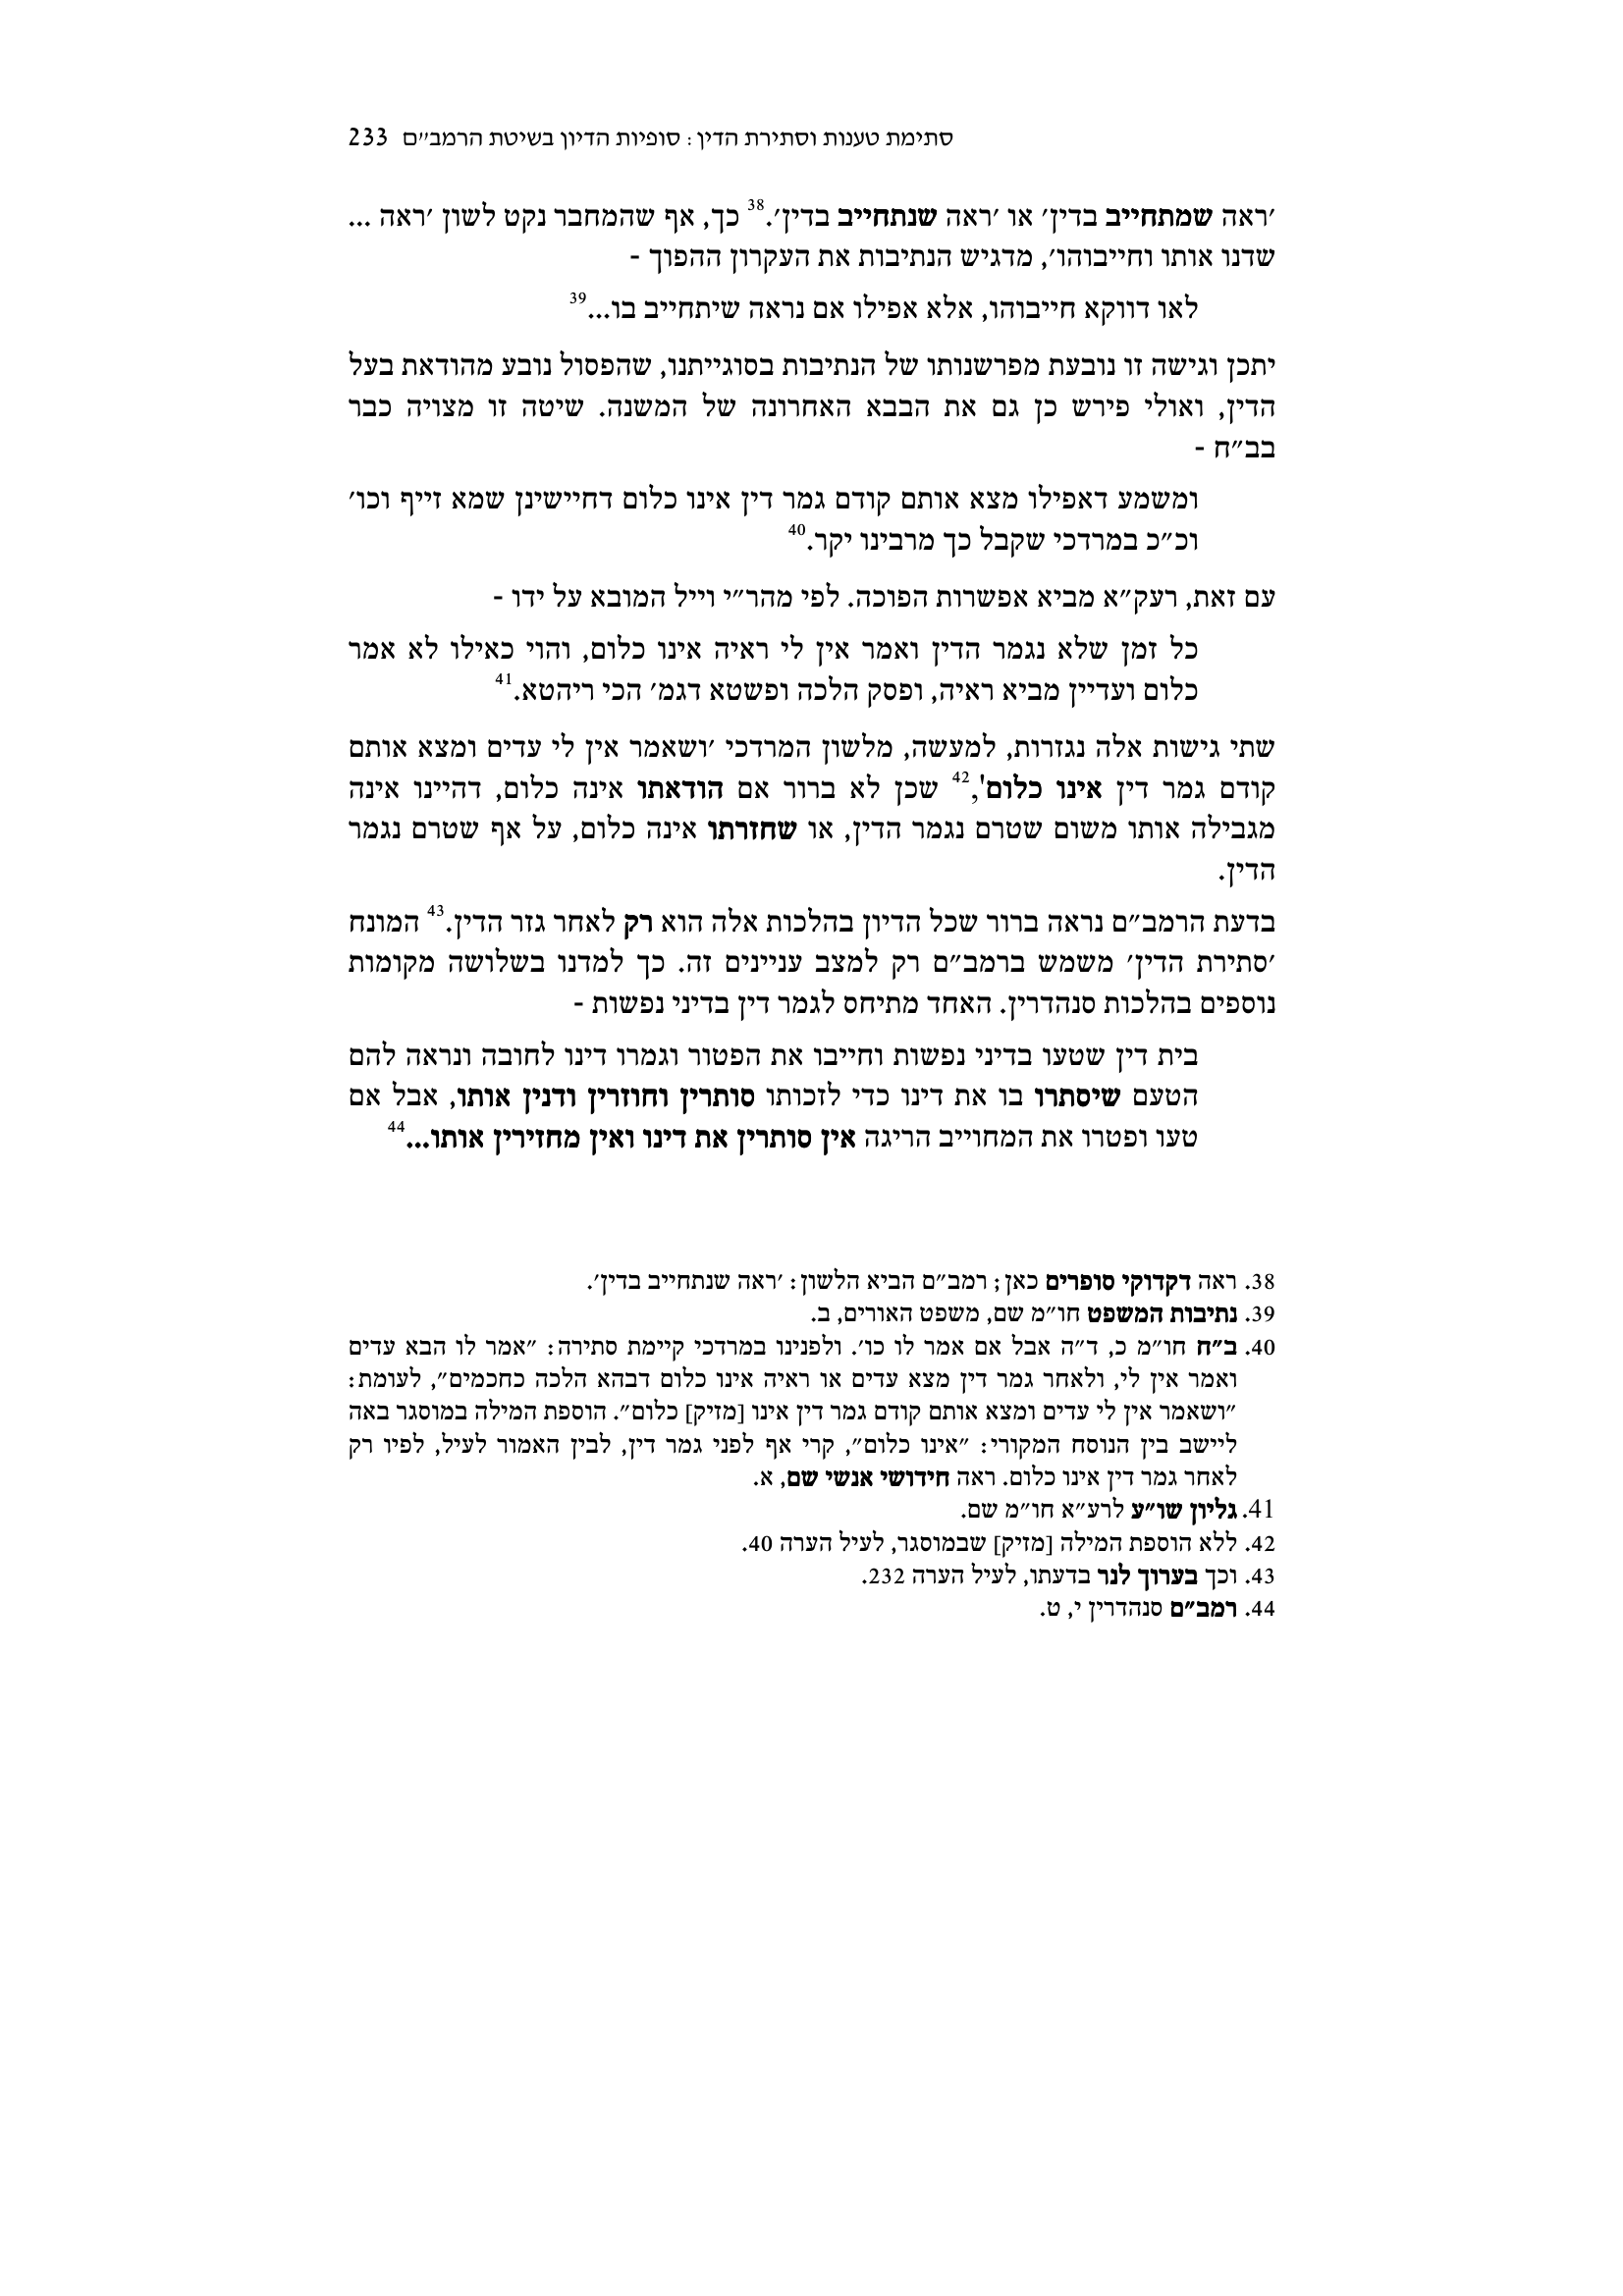 סתימת טענות וסתירת הדין: סופיות הדיון בשיטת הרמב״ם 233
׳ראה שמתחייב בדין׳ או ׳ראה שנתחייב בדין׳.38 כך, אף שהמחבר נקט לשון ׳ראה ...
שדנו אותו וחייבוהו׳, מדגיש הנתיבות את העקרון ההפוך -
לאו דווקא חייבוהו, אלא אפילו אם נראה שיתחייב בו...39
יתכן וגישה זו נובעת מפרשנותו של הנתיבות בסוגייתנו, שהפסול נובע מהודאת בעל
הדין, ואולי פירש כן גם את הבבא האחרונה של המשנה. שיטה זו מצויה כבר
בב״ח -
ומשמע דאפילו מצא אותם קודם גמר דין אינו כלום דחיישינן שמא זייף וכו׳
וכ״כ במרדכי שקבל כך מרבינו יקר.40
עם זאת, רעק״א מביא אפשרות הפוכה. לפי מהר״י וייל המובא על ידו -
כל זמן שלא נגמר הדין ואמר אין לי ראיה אינו כלום, והוי כאילו לא אמר
כלום ועדיין מביא ראיה, ופסק הלכה ופשטא דגמ׳ הכי ריהטא.41
שתי גישות אלה נגזרות, למעשה, מלשון המרדכי ׳ושאמר אין לי עדים ומצא אותם
קודם גמר דין אינו כלום',42 שכן לא ברור אם הודאתו אינה כלום, דהיינו אינה
מגבילה אותו משום שטרם נגמר הדין, או שחזרתו אינה כלום, על אף שטרם נגמר
הדין.
בדעת הרמב״ם נראה ברור שכל הדיון בהלכות אלה הוא רק לאחר גזר הדין.43 המונח
׳סתירת הדין׳ משמש ברמב״ם רק למצב עניינים זה. כך למדנו בשלושה מקומות
נוספים בהלכות סנהדרין. האחד מתיחס לגמר דין בדיני נפשות -
בית דין שטעו בדיני נפשות וחייבו את הפטור וגמרו דינו לחובה ונראה להם
הטעם שיסתרו בו את דינו כדי לזכותו סותרין וחוזרין ודנין אותו, אבל אם
טעו ופטרו את המחוייב הריגה אין סותרין את דינו ואין מחזירין אותו...44
38. ראה דקדוקי סופרים כאן; רמב״ם הביא הלשון: ׳ראה שנתחייב בדין׳.
39. נתיבות המשפט חו״מ שם, משפט האורים, ב.
40. ב״ח חו״מ כ, ד״ה אבל אם אמר לו כו׳. ולפנינו במרדכי קיימת סתירה: ״אמר לו הבא עדים
ואמר אין לי, ולאחר גמר דין מצא עדים או ראיה אינו כלום דבהא הלכה כחכמים״, לעומת:
״ושאמר אין לי עדים ומצא אותם קודם גמר דין אינו [מזיק] כלום״. הוספת המילה במוסגר באה
ליישב בין הנוסח המקורי: ״אינו כלום״, קרי אף לפני גמר דין, לבין האמור לעיל, לפיו רק
לאחר גמר דין אינו כלום. ראה חידושי אנשי שם, א.
41. גליון שו״ע לרע״א חו״מ שם.
42. ללא הוספת המילה [מזיק] שבמוסגר, לעיל הערה 40.
43. וכך בערוך לנר בדעתו, לעיל הערה 232.
44. רמב״ם סנהדרין י, ט.